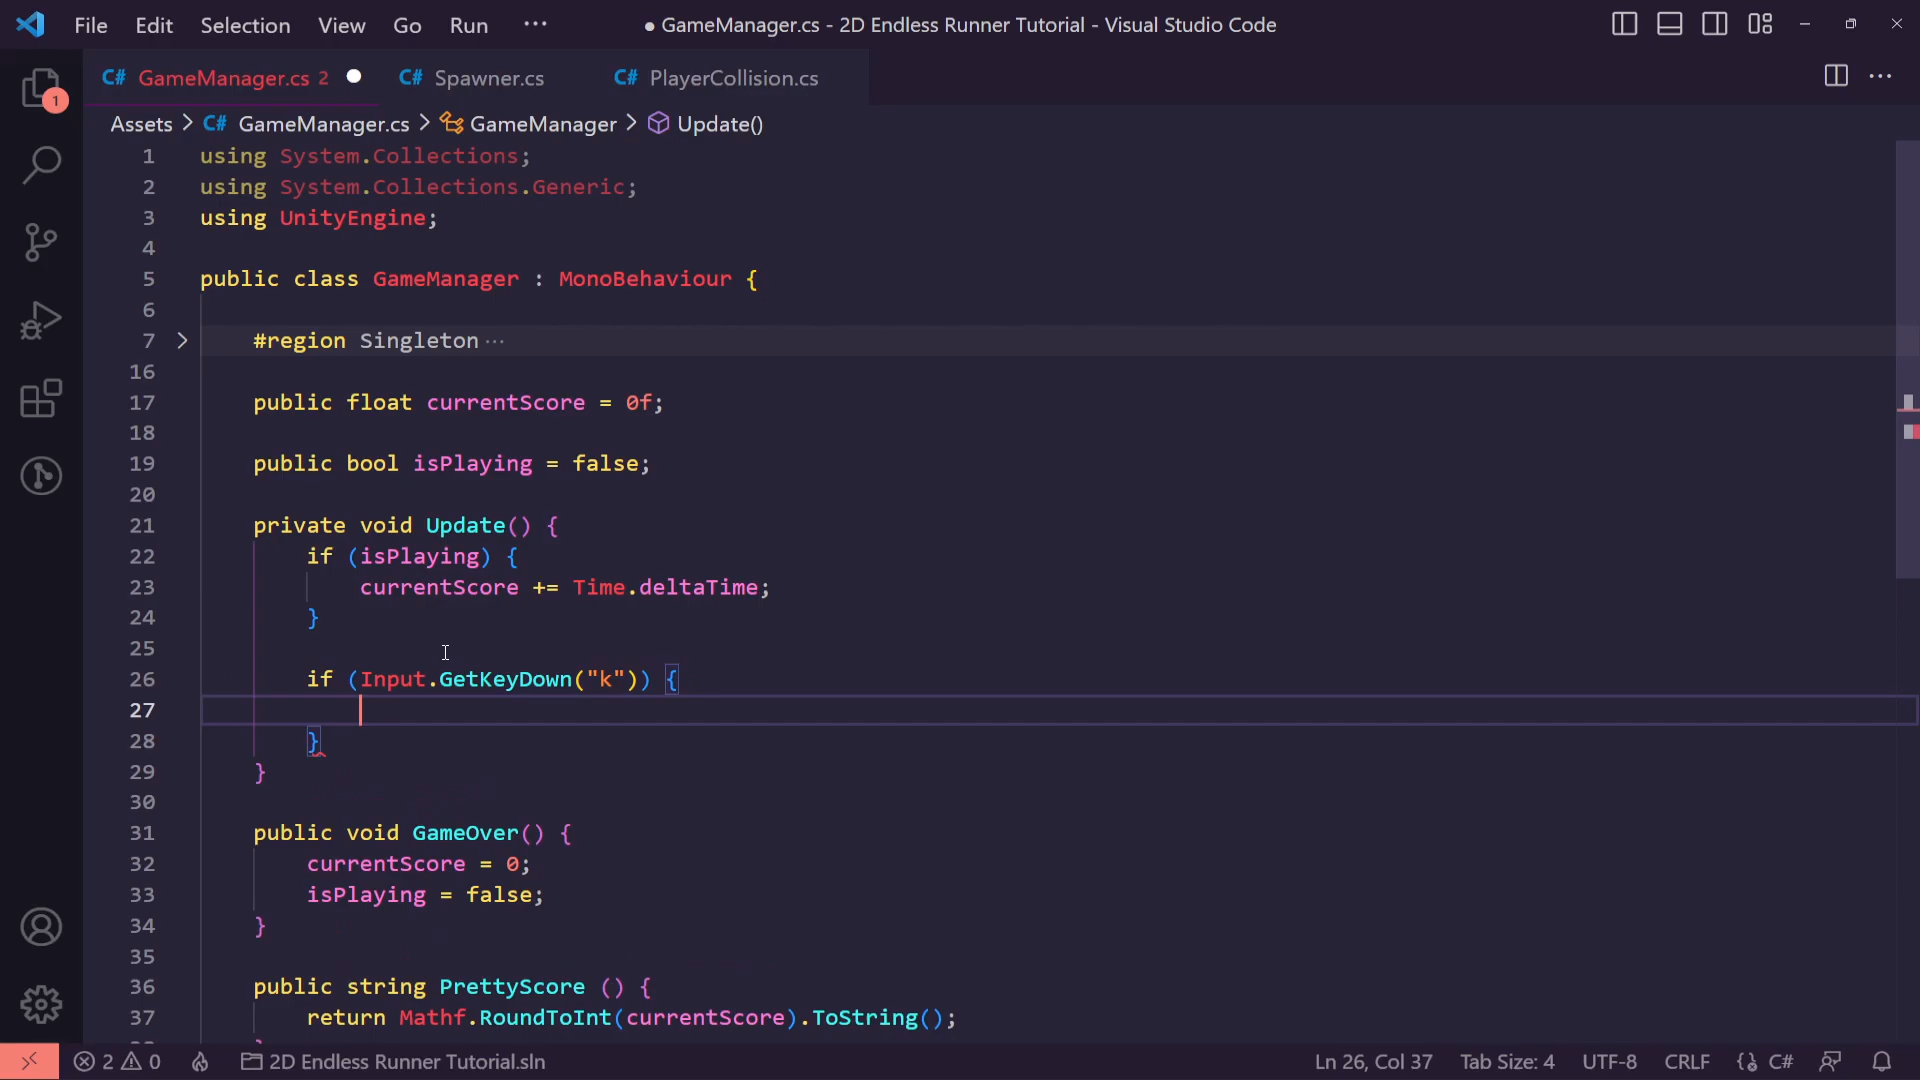 File Edit Selection View Go Run ···
● GameManager.cs - 2D Endless Runner Tutorial - Visual Studio Code
C# GameManager.cs 2 ● C# Spawner.cs C# PlayerCollision.cs
1
Assets > C# GameManager.cs > GameManager > Update()
1 using System.Collections;
2 using System.Collections.Generic;
3 using UnityEngine;
4
5 public class GameManager : MonoBehaviour {
6
7 > #region Singleton···
16
17 public float currentScore = 0f;
18
19 public bool isPlaying = false;
20
21 private void Update() {
22 if (isPlaying) {
23 currentScore += Time.deltaTime;
24 }
25
26 if (Input.GetKeyDown("k")) {
27
28 }
29 }
30
31 public void GameOver() {
32 currentScore = 0;
33 isPlaying = false;
34 }
35
36 public string PrettyScore () {
37 return Mathf.RoundToInt(currentScore).ToString();
2 0 2D Endless Runner Tutorial.sln Ln 26, Col 37 Tab Size: 4 UTF-8 CRLF C#